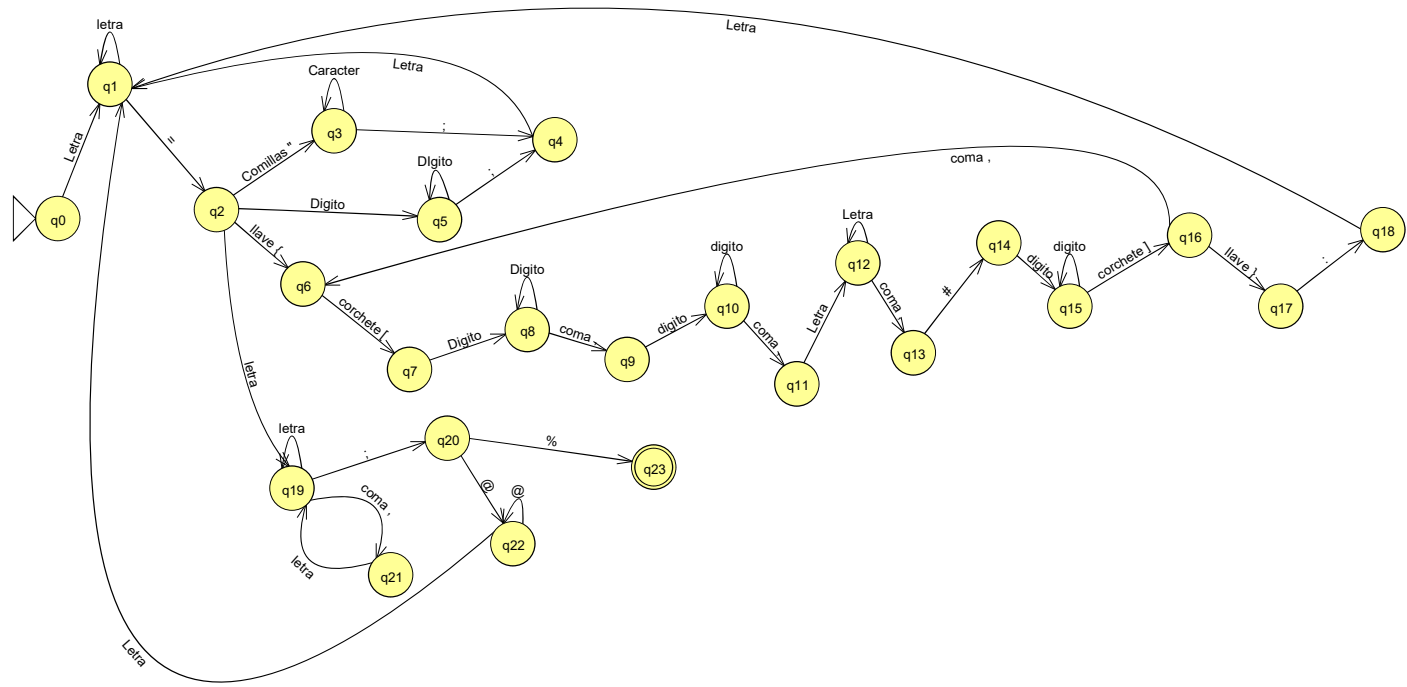 letra
Letra
q1
Letra
Letra
q0
=
q2
Comillas "
Caracter
q3
;
q4
Digito
DIgito
q5
;
llave {
q6
coma ,
corchete [
q7
Digito
Digito
q8
coma ,
q9
digito
digito
q10
coma ,
q11
Letra
Letra
q12
coma ,
q13
#
q14
digito
digito
q15
corchete ]
q16
llave }
q17
q18
letra
letra
q19
;
q20
%
q23
coma ,
letra
q21
@
@
q22
Letra